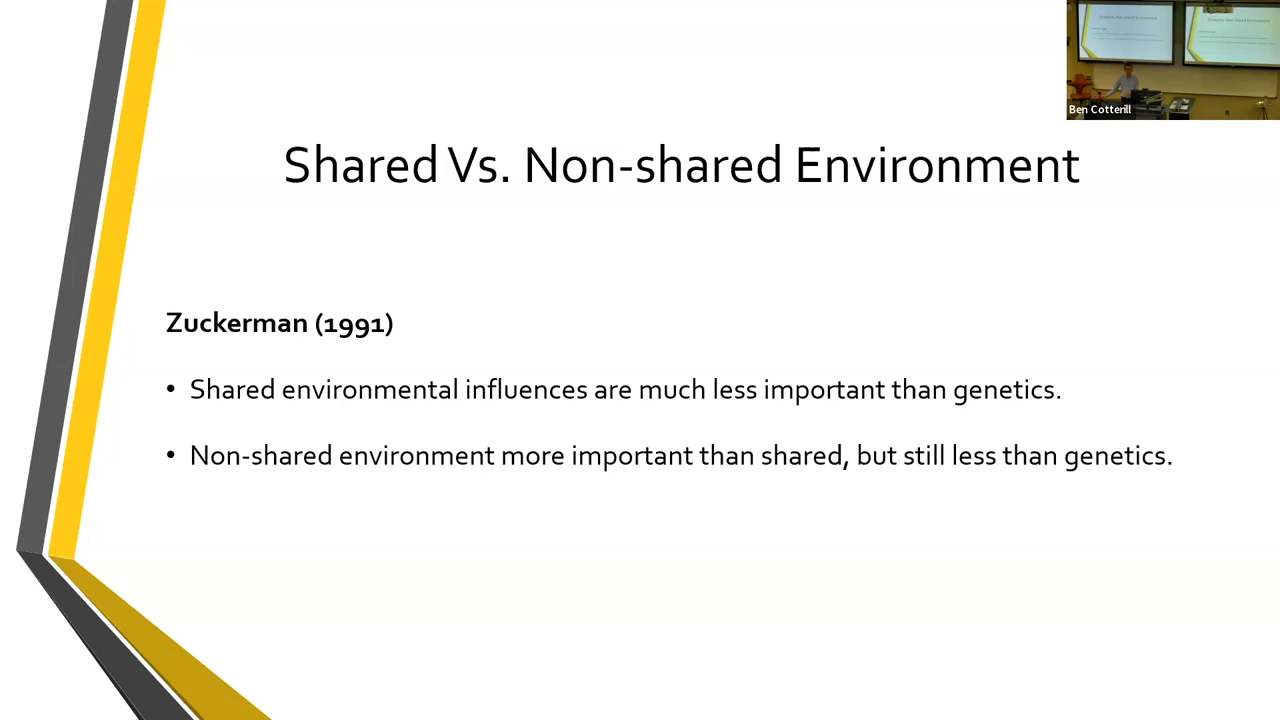 Ben Cotterill
Shared Vs. Non-shared Environment
Zuckerman (1991)
• Shared environmental influences are much less important than genetics.
• Non-shared environment more important than shared, but still less than genetics.